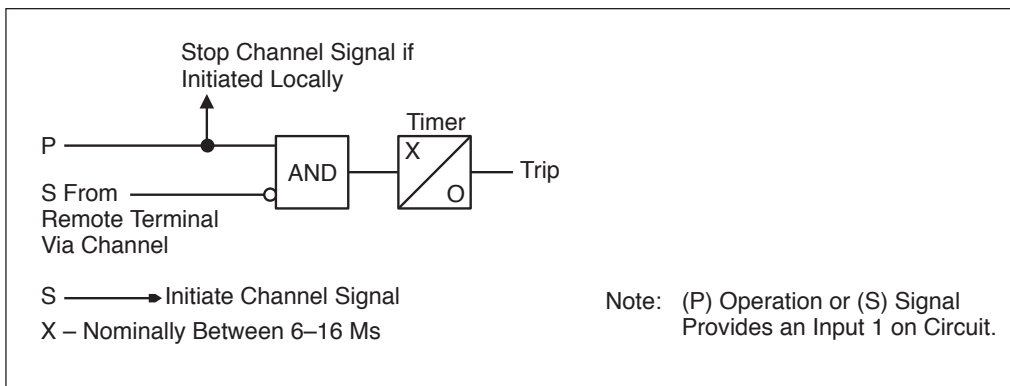 Stop Channel Signal if
Initiated Locally
P
Timer
X
AND
O
Trip
S From
Remote Terminal
Via Channel
S Initiate Channel Signal
X – Nominally Between 6–16 Ms
Note: (P) Operation or (S) Signal
Provides an Input 1 on Circuit.